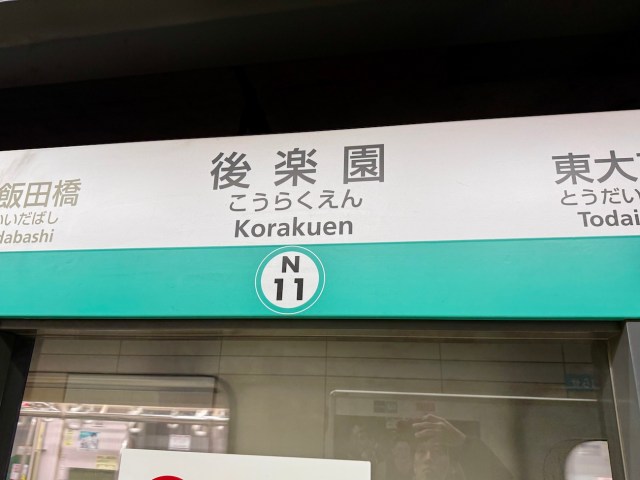 飯田橋
いいだばし
dabashi
後楽園
こうらくえん
Korakuen
N
11
東大
とうだい
Todai